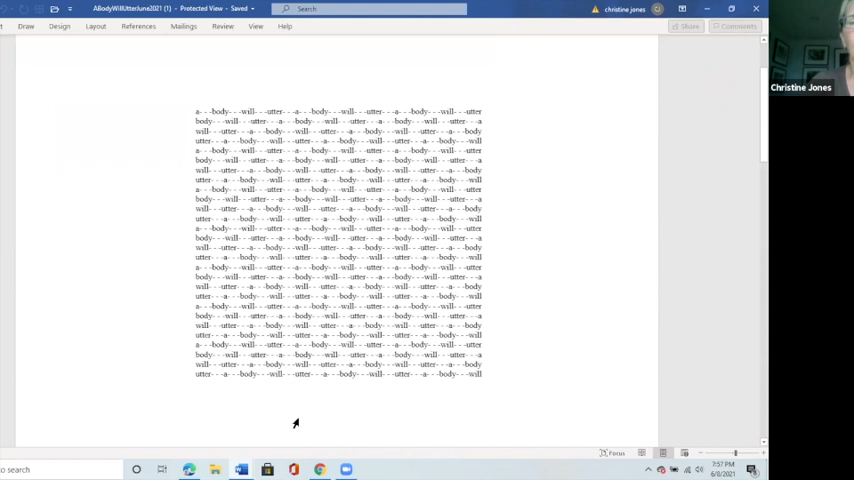 ABodyWillUtterJune2021 (1) - Protected View - Saved
Search
christine jones
Draw Design Layout References Mailings Review View Help
Share Comments
Christine Jones
a- - -body- - -will- - -utter- - -a- - -body- - -will- - -utter- - -a- - -body- - -will- - -utter
body- - -will- - -utter- - -a- - -body- - -will- - -utter- - -a- - -body- - -will- - -utter- - -a
will- - -utter- - -a- - -body- - -will- - -utter- - -a- - -body- - -will- - -utter- - -a- - -body
utter- - -a- - -body- - -will- - -utter- - -a- - -body- - -will- - -utter- - -a- - -body- - -will
a- - -body- - -will- - -utter- - -a- - -body- - -will- - -utter- - -a- - -body- - -will- - -utter
body- - -will- - -utter- - -a- - -body- - -will- - -utter- - -a- - -body- - -will- - -utter- - -a
will- - -utter- - -a- - -body- - -will- - -utter- - -a- - -body- - -will- - -utter- - -a- - -body
utter- - -a- - -body- - -will- - -utter- - -a- - -body- - -will- - -utter- - -a- - -body- - -will
a- - -body- - -will- - -utter- - -a- - -body- - -will- - -utter- - -a- - -body- - -will- - -utter
body- - -will- - -utter- - -a- - -body- - -will- - -utter- - -a- - -body- - -will- - -utter- - -a
will- - -utter- - -a- - -body- - -will- - -utter- - -a- - -body- - -will- - -utter- - -a- - -body
utter- - -a- - -body- - -will- - -utter- - -a- - -body- - -will- - -utter- - -a- - -body- - -will
a- - -body- - -will- - -utter- - -a- - -body- - -will- - -utter- - -a- - -body- - -will- - -utter
body- - -will- - -utter- - -a- - -body- - -will- - -utter- - -a- - -body- - -will- - -utter- - -a
will- - -utter- - -a- - -body- - -will- - -utter- - -a- - -body- - -will- - -utter- - -a- - -body
utter- - -a- - -body- - -will- - -utter- - -a- - -body- - -will- - -utter- - -a- - -body- - -will
a- - -body- - -will- - -utter- - -a- - -body- - -will- - -utter- - -a- - -body- - -will- - -utter
body- - -will- - -utter- - -a- - -body- - -will- - -utter- - -a- - -body- - -will- - -utter- - -a
will- - -utter- - -a- - -body- - -will- - -utter- - -a- - -body- - -will- - -utter- - -a- - -body
utter- - -a- - -body- - -will- - -utter- - -a- - -body- - -will- - -utter- - -a- - -body- - -will
a- - -body- - -will- - -utter- - -a- - -body- - -will- - -utter- - -a- - -body- - -will- - -utter
body- - -will- - -utter- - -a- - -body- - -will- - -utter- - -a- - -body- - -will- - -utter- - -a
will- - -utter- - -a- - -body- - -will- - -utter- - -a- - -body- - -will- - -utter- - -a- - -body
utter- - -a- - -body- - -will- - -utter- - -a- - -body- - -will- - -utter- - -a- - -body- - -will
a- - -body- - -will- - -utter- - -a- - -body- - -will- - -utter- - -a- - -body- - -will- - -utter
body- - -will- - -utter- - -a- - -body- - -will- - -utter- - -a- - -body- - -will- - -utter- - -a
will- - -utter- - -a- - -body- - -will- - -utter- - -a- - -body- - -will- - -utter- - -a- - -body
utter- - -a- - -body- - -will- - -utter- - -a- - -body- - -will- - -utter- - -a- - -body- - -will
Focus
to search
7:57 PM
6/8/2021